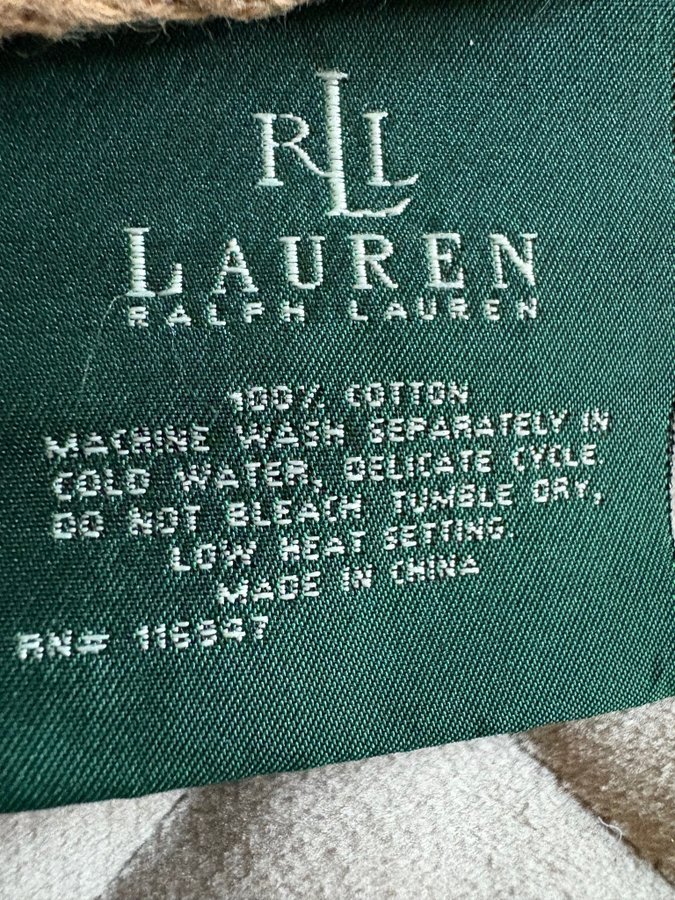 RLL
LAUREN
RALPH LAUREN
100% COTTON
MACHINE WASH SEPARATELY IN
COLD WATER, DELICATE CYCLE.
DO NOT BLEACH. TUMBLE DRY,
LOW HEAT SETTING.
MADE IN CHINA
RN# 116847